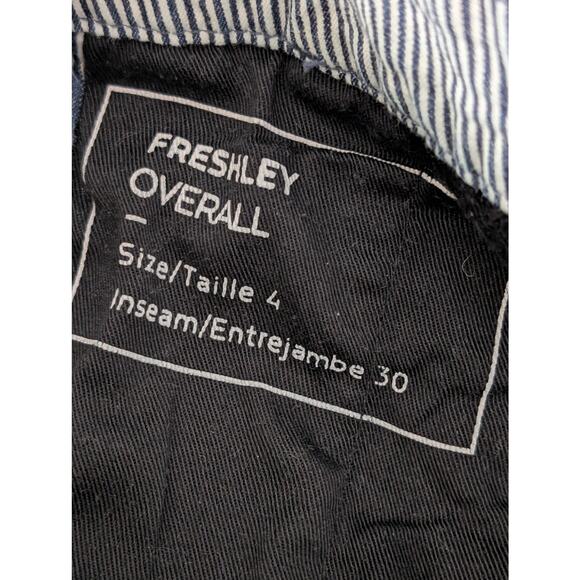 FRESHLEY
OVERALL
–
Size/Taille 4
Inseam/Entrejambe 30